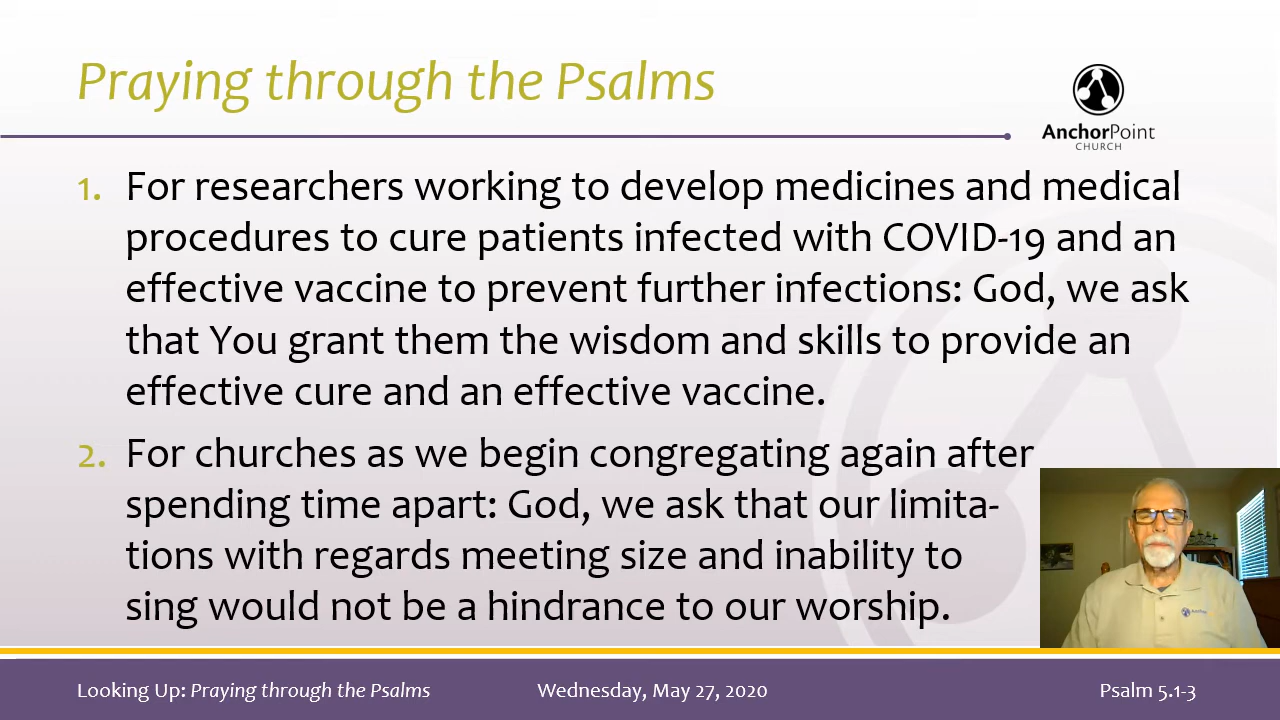 Praying through the Psalms
AnchorPoint
CHURCH
1. For researchers working to develop medicines and medical
procedures to cure patients infected with COVID-19 and an
effective vaccine to prevent further infections: God, we ask
that You grant them the wisdom and skills to provide an
effective cure and an effective vaccine.
2. For churches as we begin congregating again after
spending time apart: God, we ask that our limita-
tions with regards meeting size and inability to
sing would not be a hindrance to our worship.
Looking Up: Praying through the Psalms
Wednesday, May 27, 2020
Psalm 5.1-3